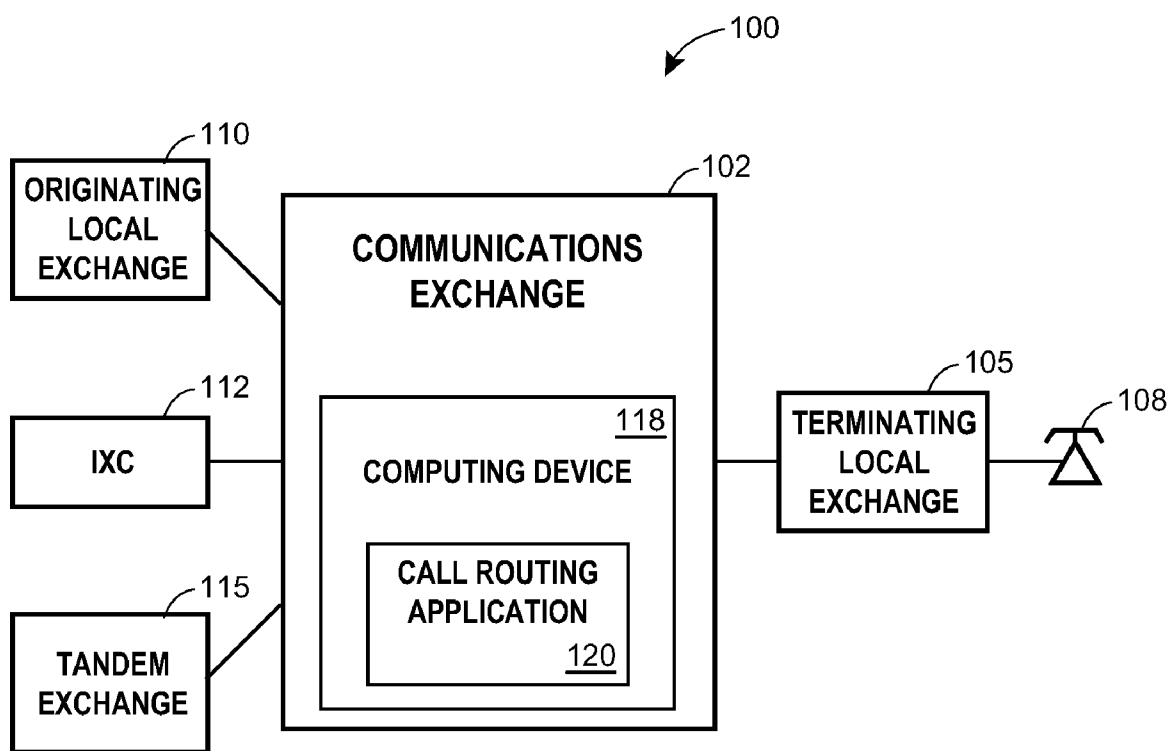 100
110
ORIGINATING
LOCAL
EXCHANGE
102
COMMUNICATIONS
EXCHANGE
112
IXC
118
COMPUTING DEVICE
CALL ROUTING
APPLICATION
120
105
TERMINATING
LOCAL
EXCHANGE
108
115
TANDEM
EXCHANGE